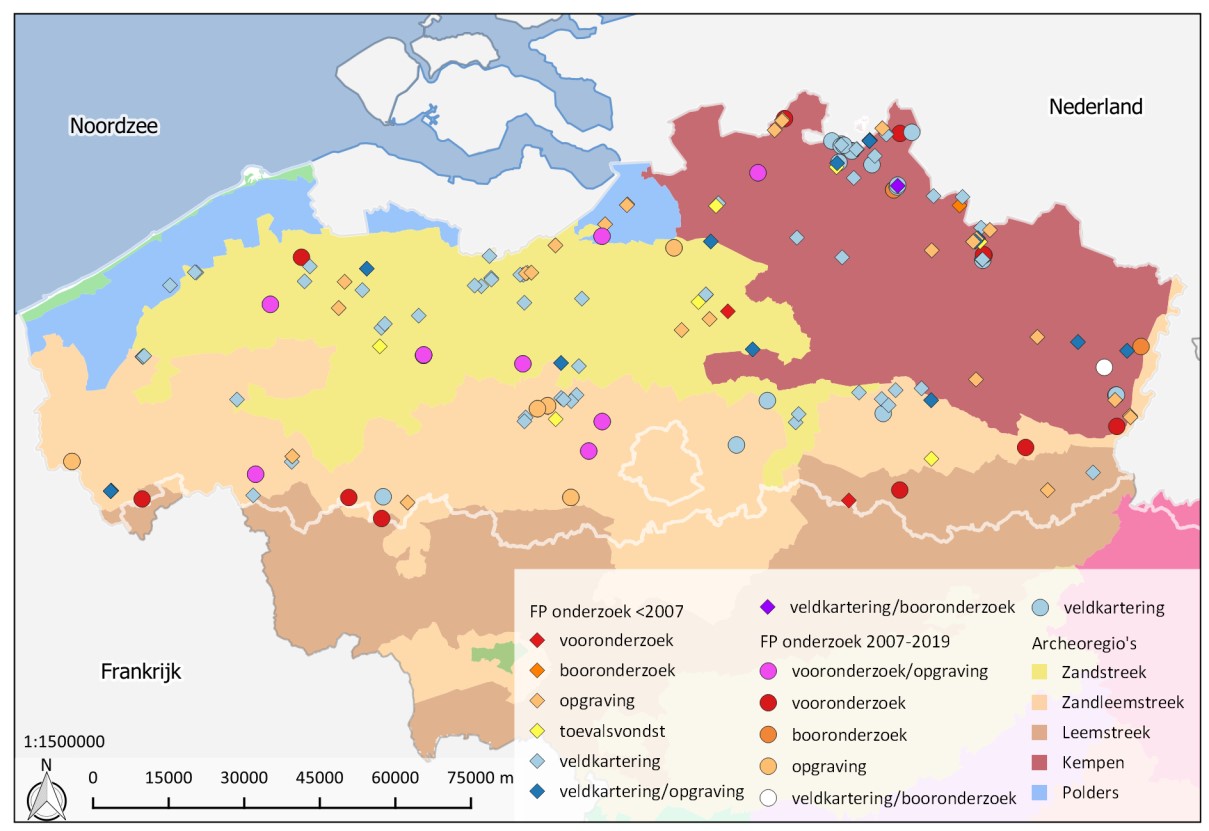 Noordzee
Nederland
Frankrijk
1:1500000
N
0 15000 30000 45000 60000 75000 m
FP onderzoek <2007
vooronderzoek
booronderzoek
opgraving
toevalsvondst
veldkartering
veldkartering/opgraving
veldkartering/booronderzoek
FP onderzoek 2007-2019
vooronderzoek/opgraving
vooronderzoek
booronderzoek
opgraving
veldkartering/booronderzoek
veldkartering
Archeoregio's
Zandstreek
Zandleemstreek
Leemstreek
Kempen
Polders